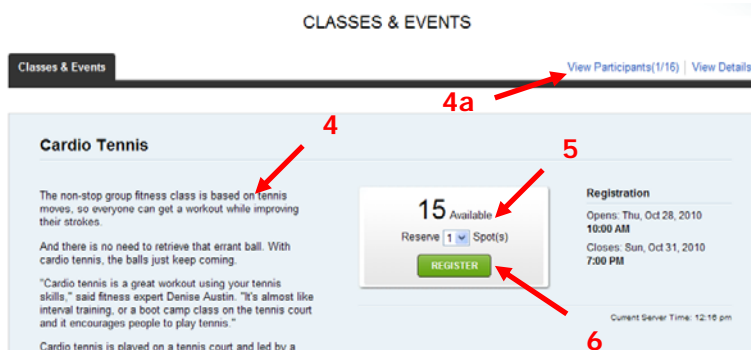 CLASSES & EVENTS
Classes & Events
View Participants(1/16) | View Details
4a
4
5
Cardio Tennis
The non-stop group fitness class is based on tennis
moves, so everyone can get a workout while improving
their strokes.
And there is no need to retrieve that errant ball. With
cardio tennis, the balls just keep coming.
"Cardio tennis is a great workout using your tennis
skills," said fitness expert Denise Austin. "It's almost like
interval training, or a boot camp class on the tennis court
and it encourages people to play tennis."
Cardio tennis is played on a tennis court and led by a
15 Available
Reserve 1 Spot(s)
REGISTER
6
Registration
Opens: Thu, Oct 28, 2010
10:00 AM
Closes: Sun, Oct 31, 2010
7:00 PM
Current Server Time: 12:16 pm